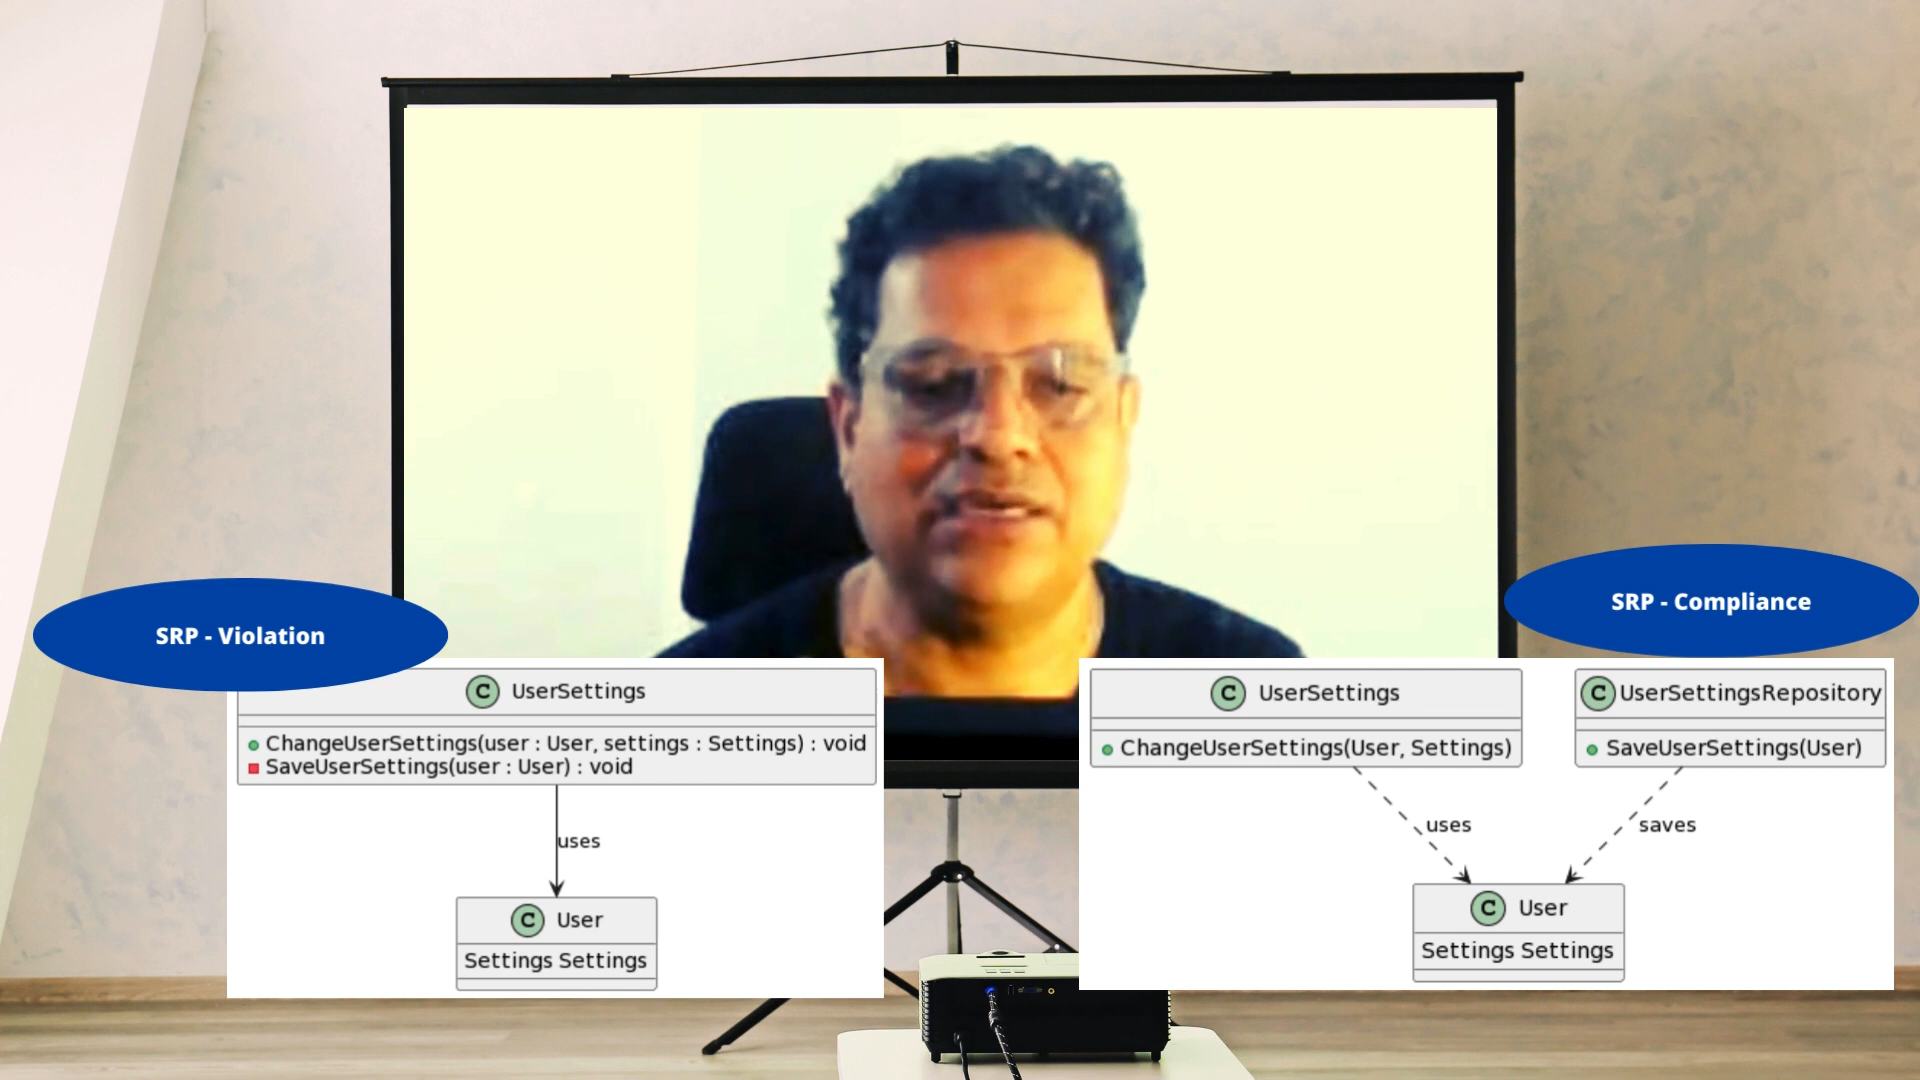 SRP - Violation
C UserSettings
ChangeUserSettings(user : User, settings : Settings) : void
SaveUserSettings(user : User) : void
uses
C User
Settings Settings
SRP - Compliance
C UserSettings
ChangeUserSettings(User, Settings)
C UserSettingsRepository
SaveUserSettings(User)
uses
saves
C User
Settings Settings